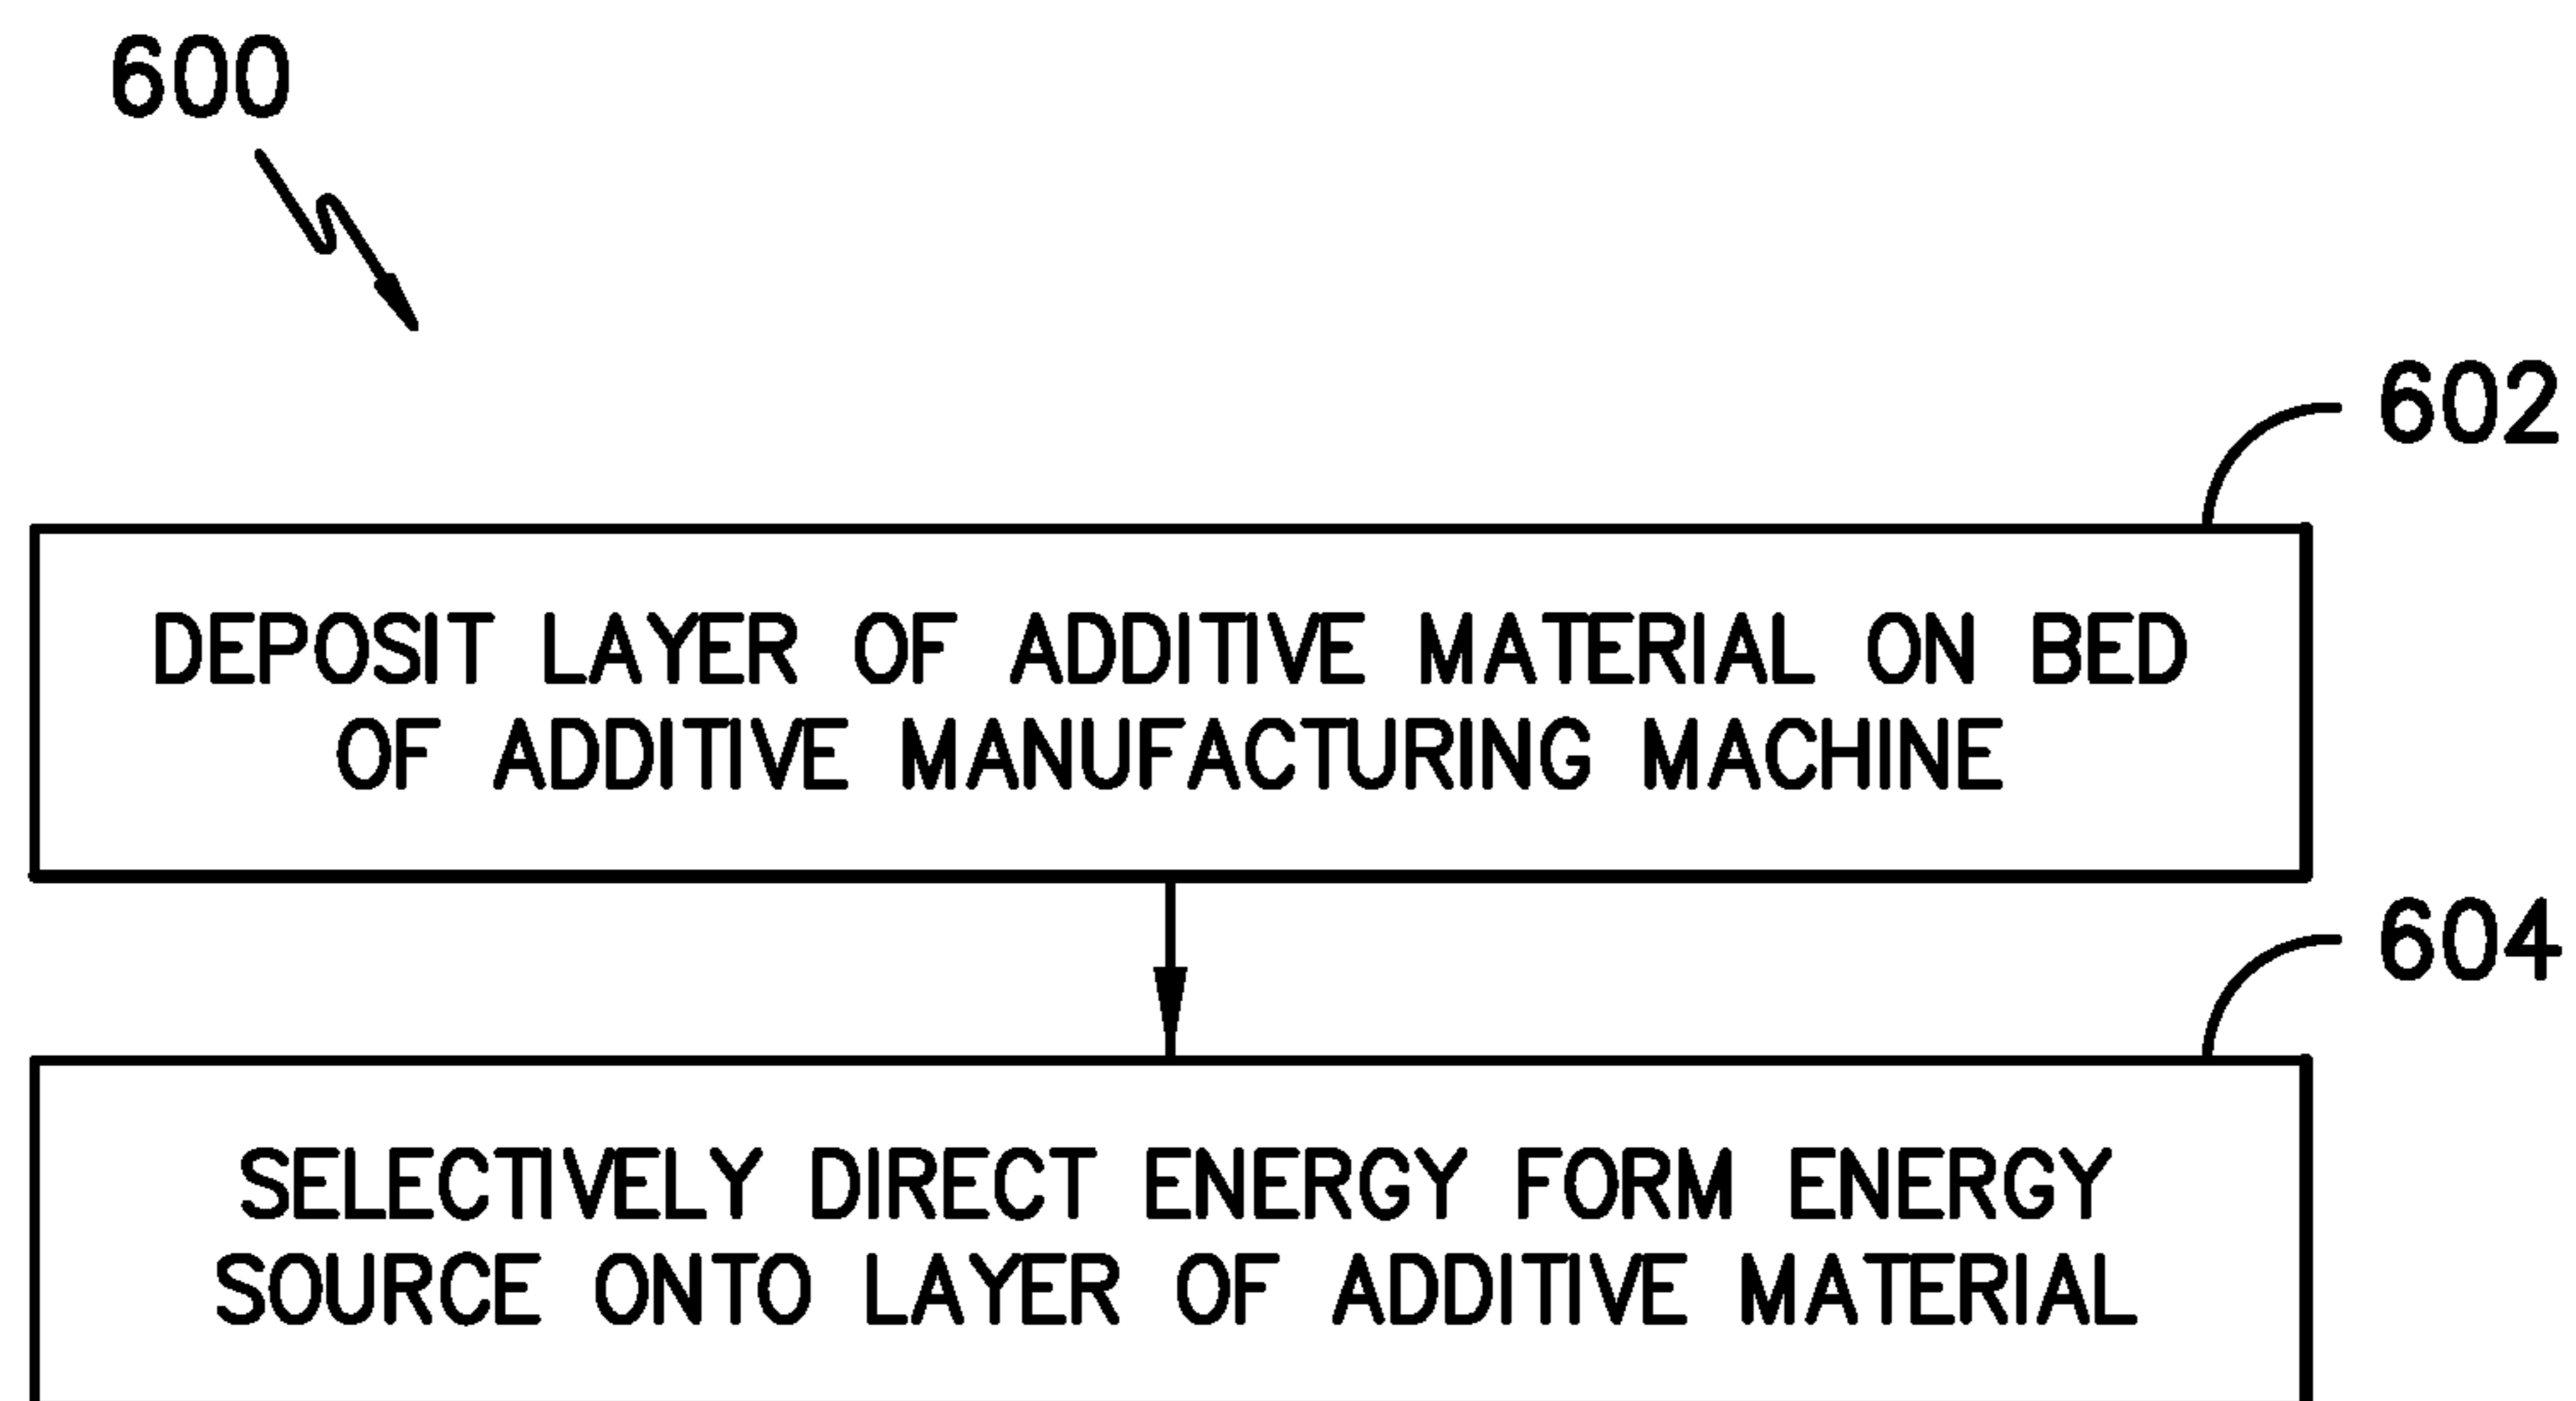 600
602
DEPOSIT LAYER OF ADDITIVE MATERIAL ON BED
OF ADDITIVE MANUFACTURING MACHINE
604
SELECTIVELY DIRECT ENERGY FORM ENERGY
SOURCE ONTO LAYER OF ADDITIVE MATERIAL